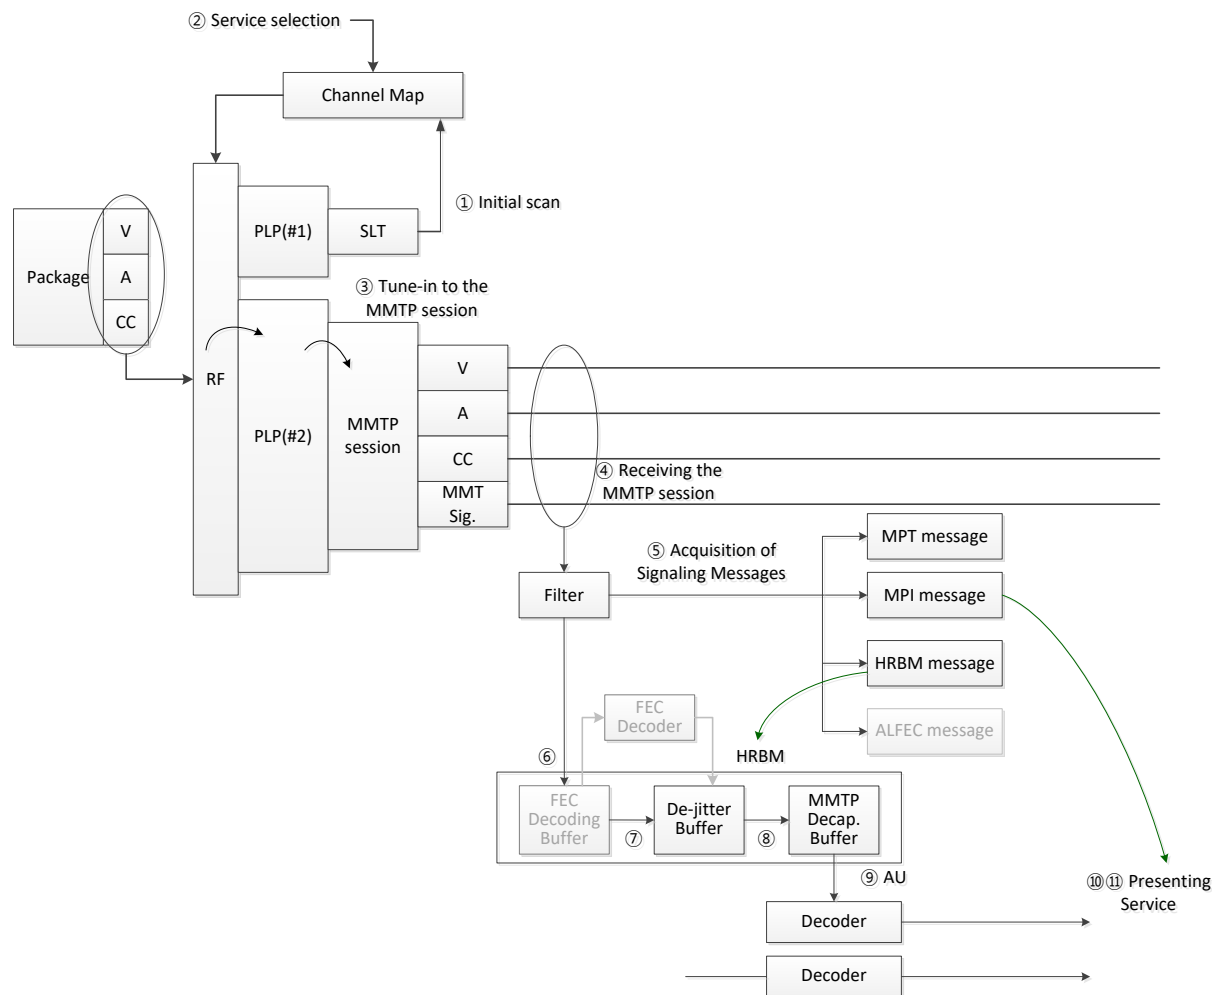 ② Service selection
Channel Map
① Initial scan
Package
V
A
CC
RF
PLP(#1)
SLT
③ Tune-in to the
MMTP session
PLP(#2)
MMTP
session
V
A
CC
MMT
Sig.
④ Receiving the
MMTP session
⑤ Acquisition of
Signaling Messages
Filter
MPT message
MPI message
HRBM message
ALFEC message
FEC
Decoder
HRBM
⑥
FEC
Decoding
Buffer
⑦
De-jitter
Buffer
⑧
MMTP
Decap.
Buffer
⑨ AU
⑩⑪ Presenting
Service
Decoder
Decoder